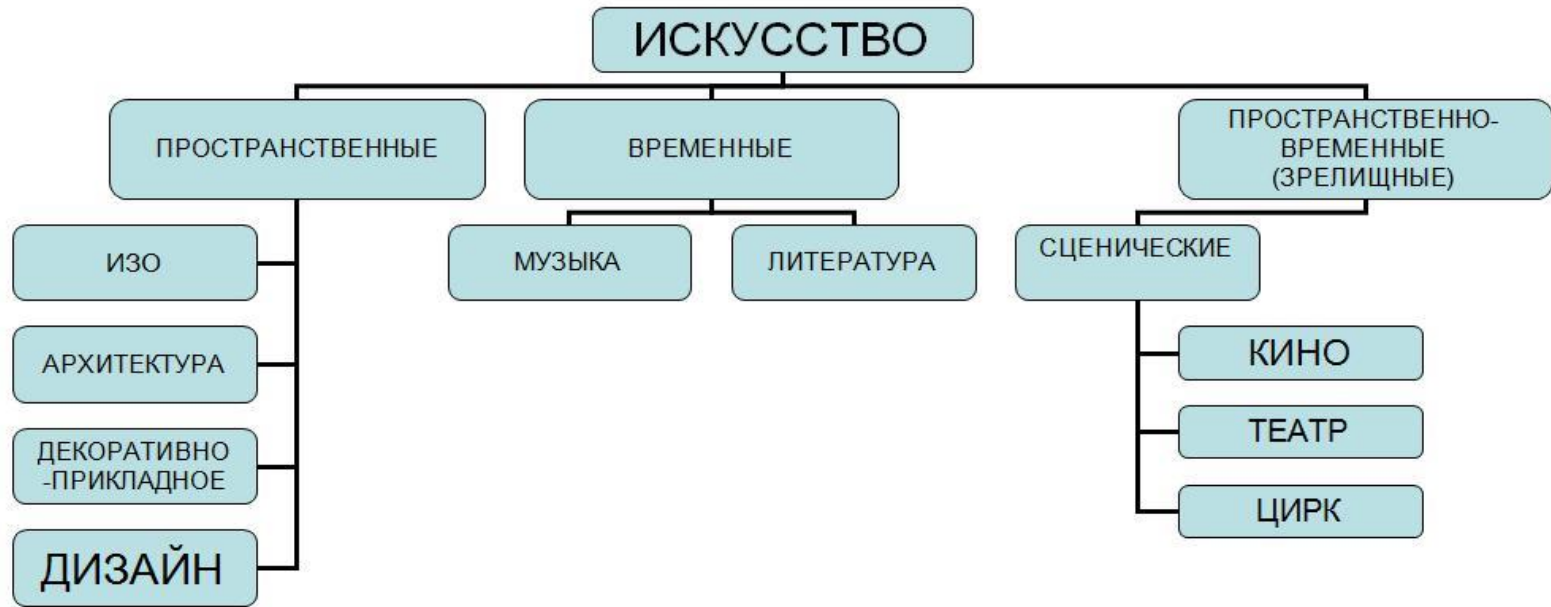 ИСКУССТВО
ПРОСТРАНСТВЕННЫЕ
ВРЕМЕННЫЕ
ПРОСТРАНСТВЕННО-
ВРЕМЕННЫЕ
(ЗРЕЛИЩНЫЕ)
ИЗО
АРХИТЕКТУРА
ДЕКОРАТИВНО
-ПРИКЛАДНОЕ
ДИЗАЙН
МУЗЫКА
ЛИТЕРАТУРА
СЦЕНИЧЕСКИЕ
КИНО
ТЕАТР
ЦИРК